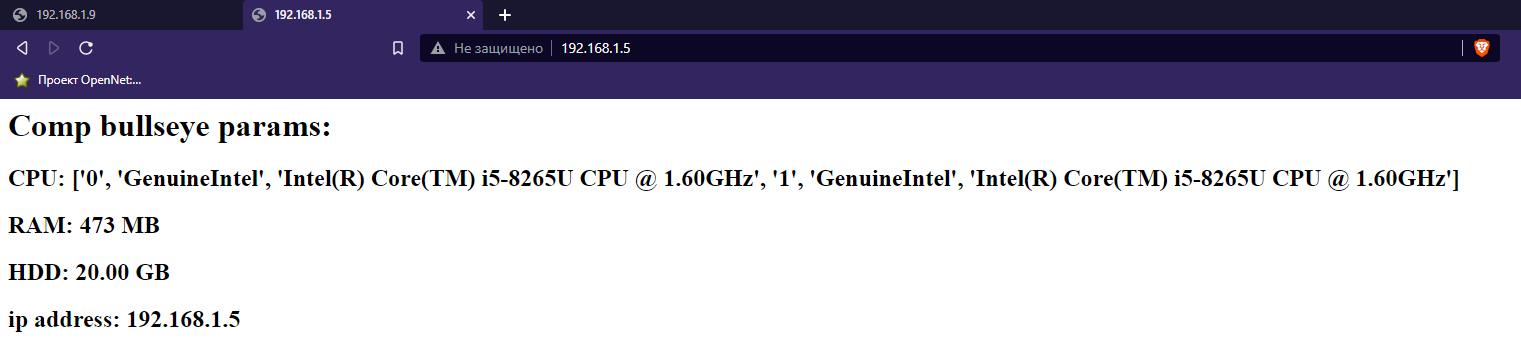 192.168.1.9
192.168.1.5
Не защищено
192.168.1.5
Проект OpenNet:...
Comp bullseye params:
CPU: ['0', 'GenuineIntel', 'Intel(R) Core(TM) i5-8265U CPU @ 1.60GHz', '1', 'GenuineIntel', 'Intel(R) Core(TM) i5-8265U CPU @ 1.60GHz']
RAM: 473 MB
HDD: 20.00 GB
ip address: 192.168.1.5